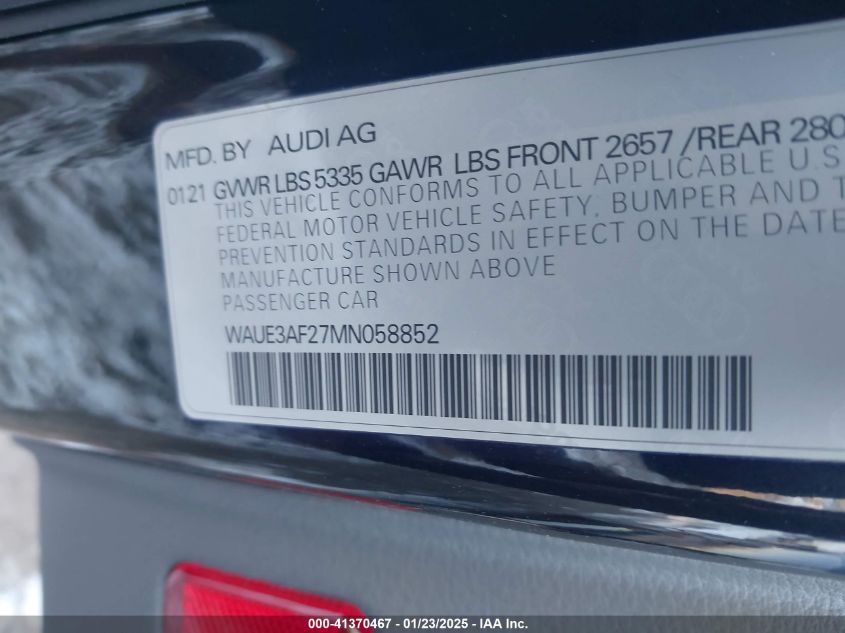 MFD. BY AUDI AG
0121 GVWR LBS 5335 GAWR LBS FRONT 2657 /REAR 280
THIS VEHICLE CONFORMS TO ALL APPLICABLE U.S
FEDERAL MOTOR VEHICLE SAFETY, BUMPER AND T
PREVENTION STANDARDS IN EFFECT ON THE DATE
MANUFACTURE SHOWN ABOVE
PASSENGER CAR
WAUE3AF27MN058852
000-41370467 - 01/23/2025 - IAA Inc.